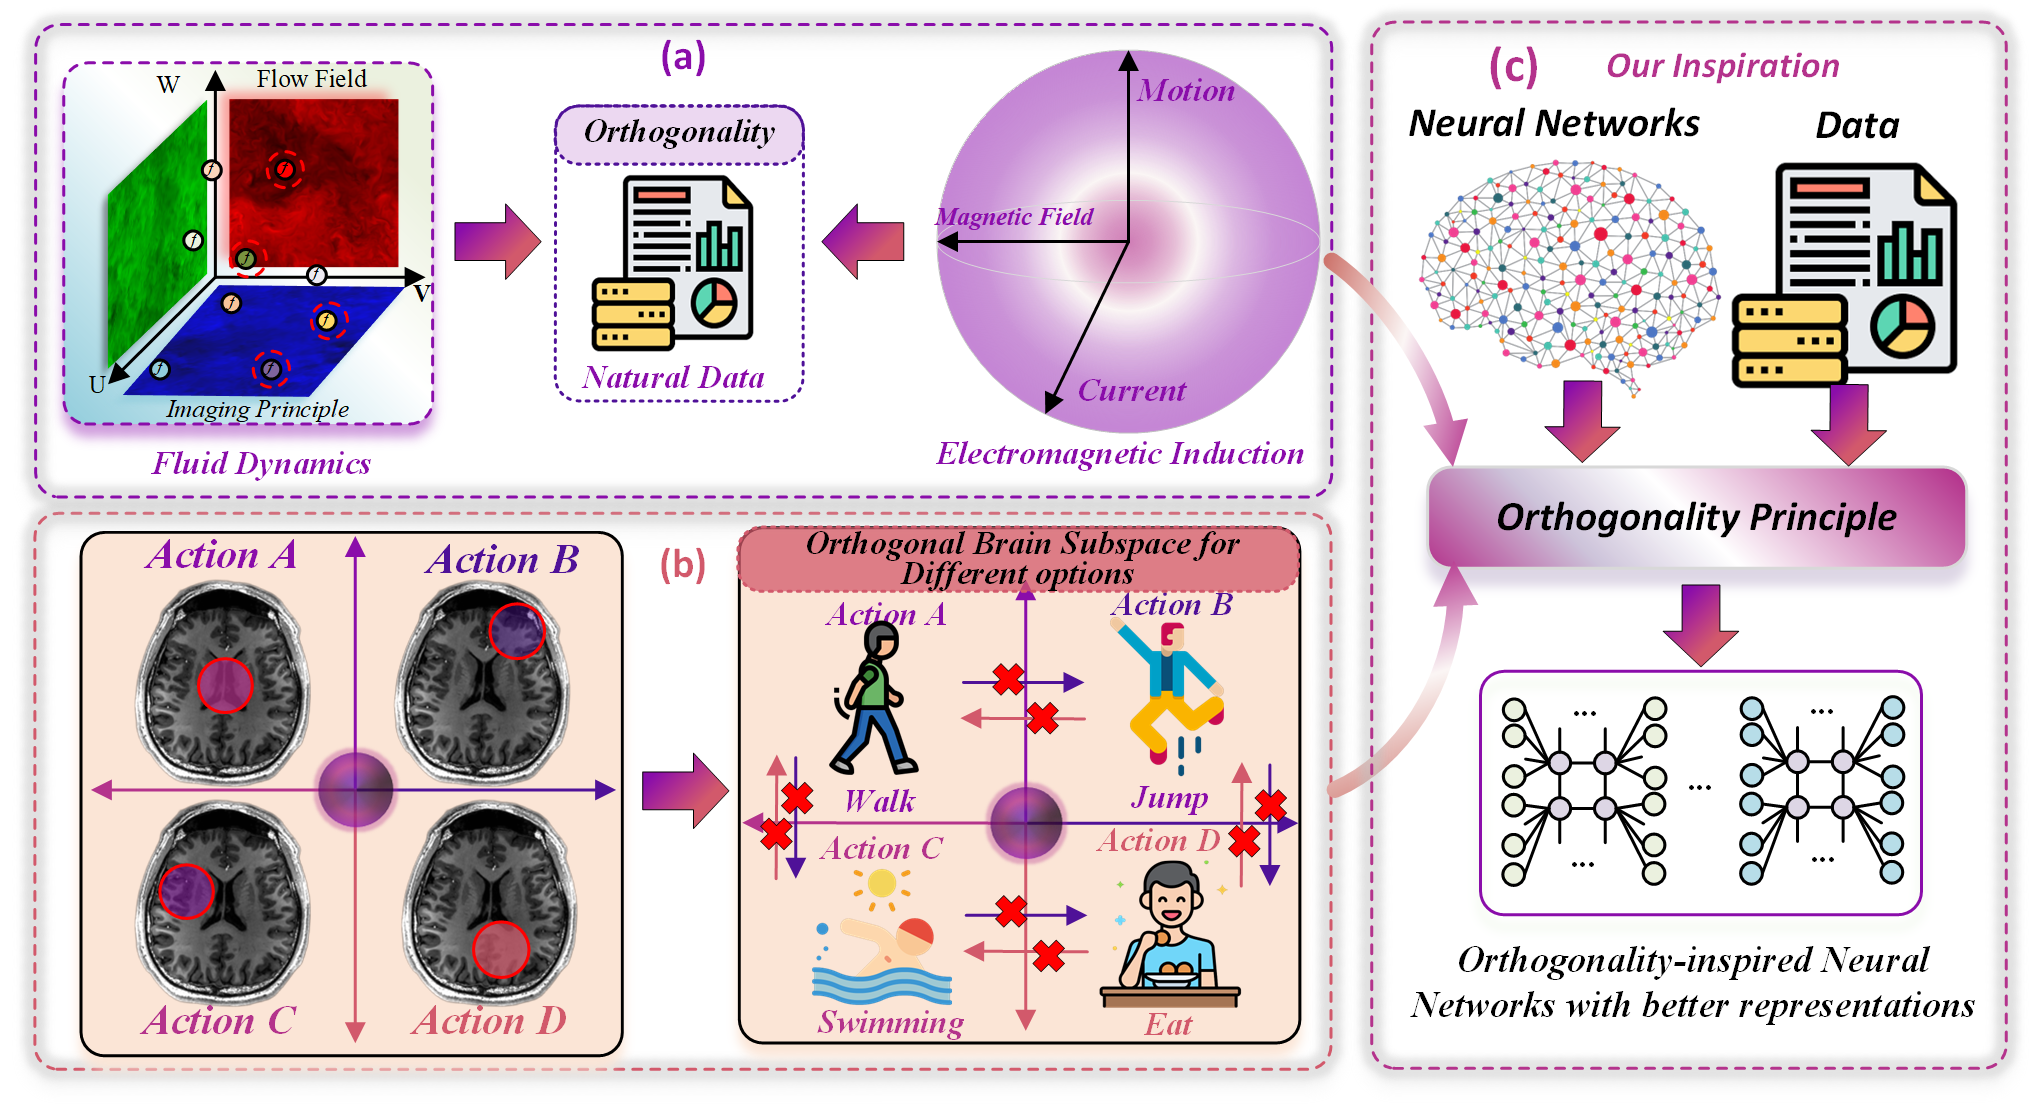 (a)
W
Flow Field
V
U
Imaging Principle
Fluid Dynamics
Orthogonality
Natural Data
Motion
Magnetic Field
Current
Electromagnetic Induction
(b)
Action A
Action B
Action C
Action D
Orthogonal Brain Subspace for
Different options
Action A
Action B
Walk
Jump
Action C
Action D
Swimming
Eat
(c)
Our Inspiration
Neural Networks
Data
Orthogonality Principle
...
...
...
...
...
Orthogonality-inspired Neural
Networks with better representations